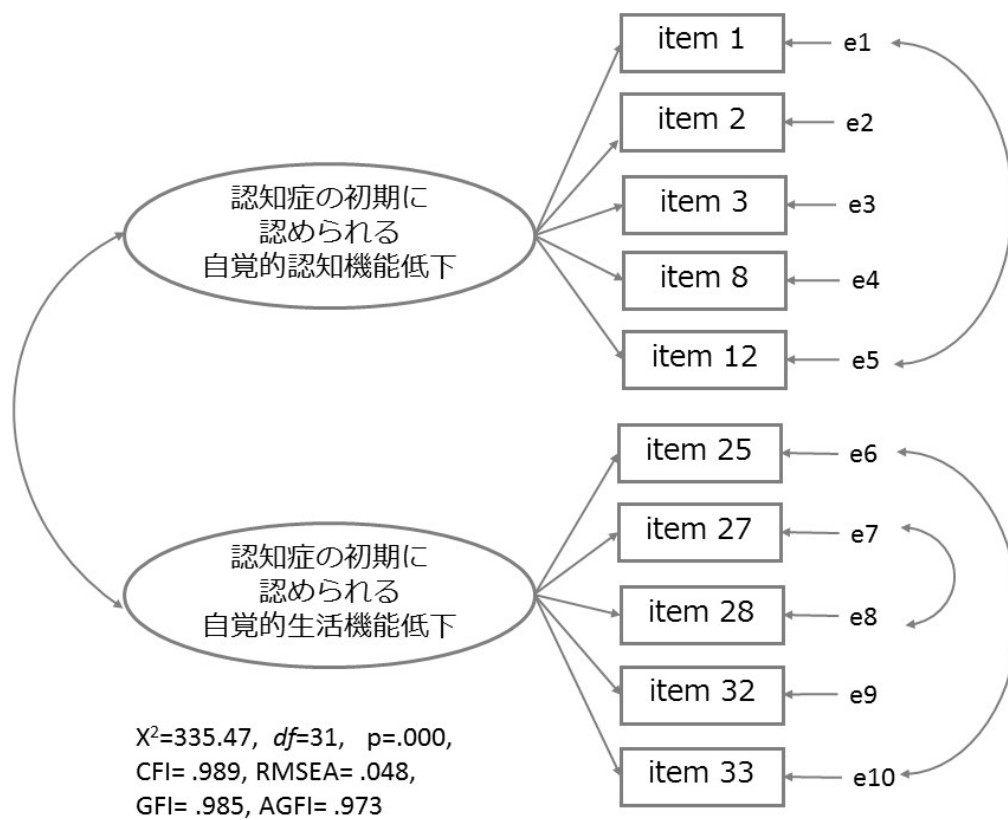 item 1
e1
item 2
e2
item 3
e3
item 8
e4
item 12
e5
認知症の初期に
認められる
自覚的認知機能低下
item 25
e6
item 27
e7
item 28
e8
item 32
e9
item 33
e10
認知症の初期に
認められる
自覚的生活機能低下
X²=335.47, df=31, p=.000,
CFI= .989, RMSEA= .048,
GFI= .985, AGFI= .973